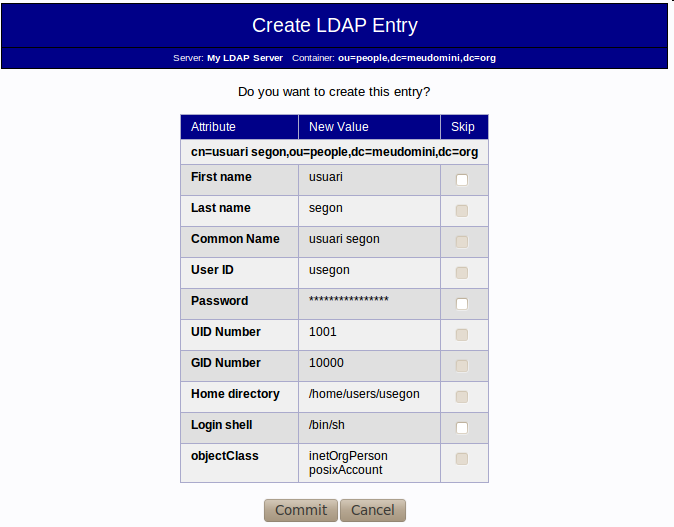 Create LDAP Entry
Server: My LDAP Server Container: ou=people,dc=meudomini,dc=org
Do you want to create this entry?
Attribute New Value Skip
cn=usuari segon,ou=people,dc=meudomini,dc=org
First name usuari
Last name segon
Common Name usuari segon
User ID usegon
Password ****************
UID Number 1001
GID Number 10000
Home directory /home/users/usegon
Login shell /bin/sh
objectClass inetOrgPerson
posixAccount
Commit Cancel